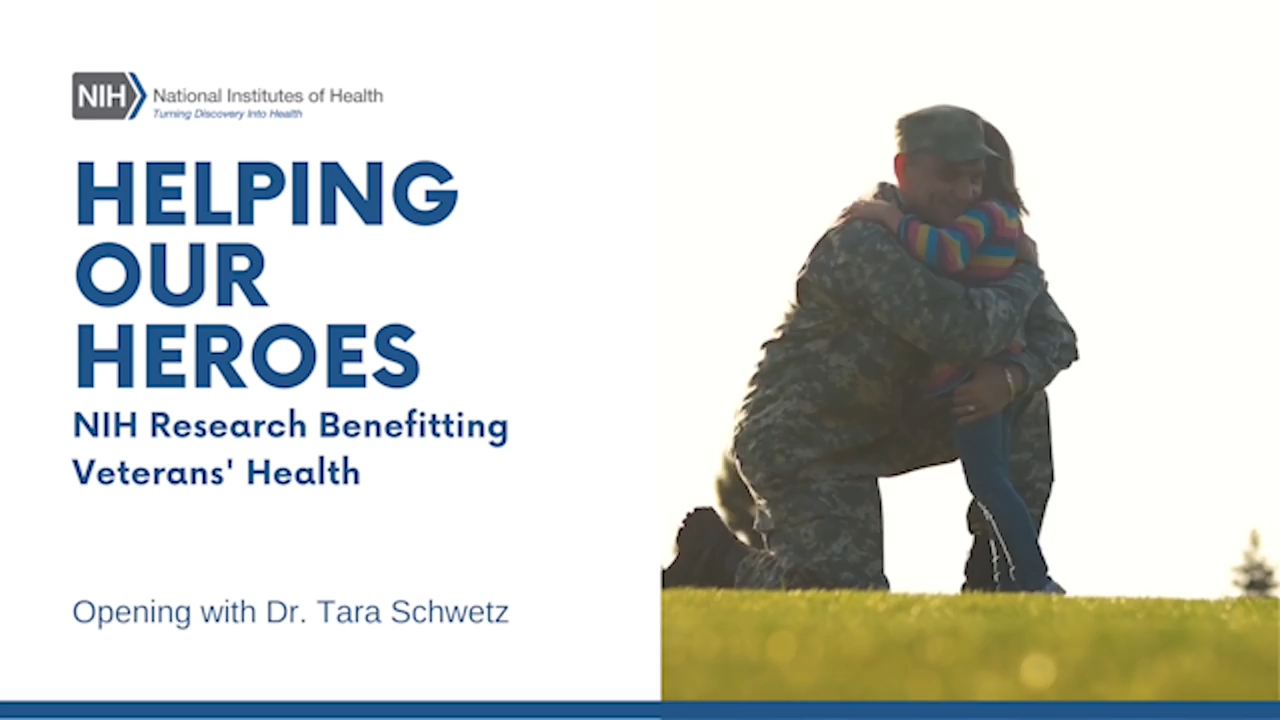 NIH National Institutes of Health
Turning Discovery Into Health
HELPING
OUR
HEROES
NIH Research Benefitting
Veterans' Health
Opening with Dr. Tara Schwetz